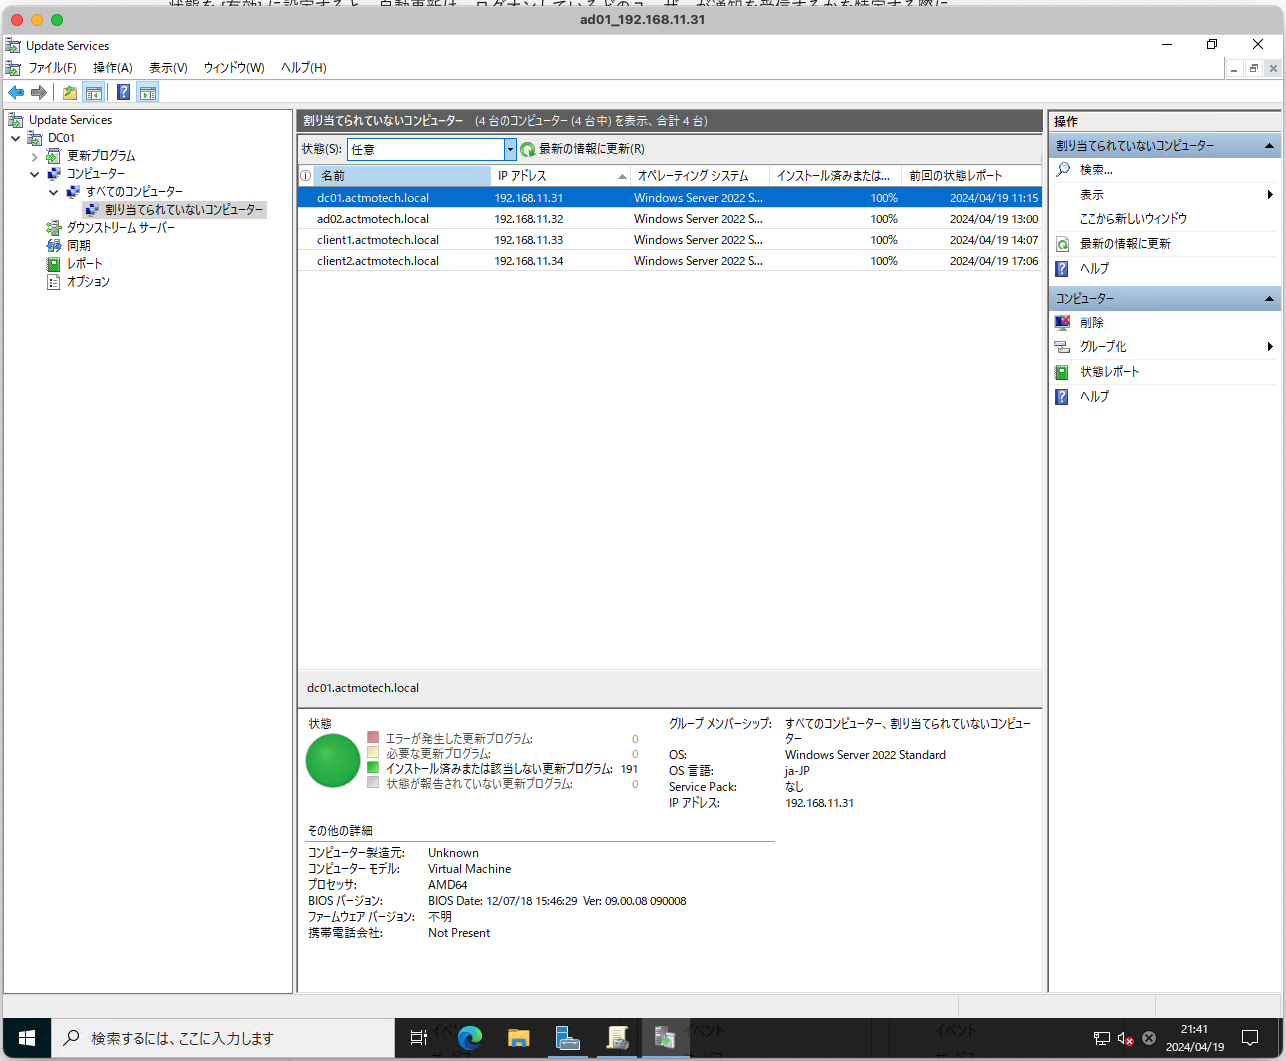 ad01_192.168.11.31
Update Services
ファイル(F) 操作(A) 表示(V) ウィンドウ(W) ヘルプ(H)
Update Services
DC01
更新プログラム
コンピューター
すべてのコンピューター
割り当てられていないコンピューター
ダウンストリーム サーバー
同期
レポート
オプション
割り当てられていないコンピューター (4 台のコンピューター (4 台中) を表示、合計 4 台)
状態(S): 任意 最新の情報に更新(R)
名前 IP アドレス オペレーティング システム インストール済みまたは... 前回の状態レポート
dc01.actmotech.local 192.168.11.31 Windows Server 2022 S... 100% 2024/04/19 11:15
ad02.actmotech.local 192.168.11.32 Windows Server 2022 S... 100% 2024/04/19 13:00
client1.actmotech.local 192.168.11.33 Windows Server 2022 S... 100% 2024/04/19 14:07
client2.actmotech.local 192.168.11.34 Windows Server 2022 S... 100% 2024/04/19 17:06
dc01.actmotech.local
状態
エラーが発生した更新プログラム: 0
必要な更新プログラム: 0
インストール済みまたは該当しない更新プログラム: 191
状態が報告されていない更新プログラム: 0
グループ メンバーシップ: すべてのコンピューター、割り当てられていないコンピュー
ター
OS: Windows Server 2022 Standard
OS 言語: ja-JP
Service Pack: なし
IP アドレス: 192.168.11.31
その他の詳細
コンピューター製造元: Unknown
コンピューター モデル: Virtual Machine
プロセッサ: AMD64
BIOS バージョン: BIOS Date: 12/07/18 15:46:29 Ver: 09.00.08 090008
ファームウェア バージョン: 不明
携帯電話会社: Not Present
操作
割り当てられていないコンピューター
検索...
表示
ここから新しいウィンドウ
最新の情報に更新
ヘルプ
コンピューター
削除
グループ化
状態レポート
ヘルプ
検索するには、ここに入力します
21:41
2024/04/19